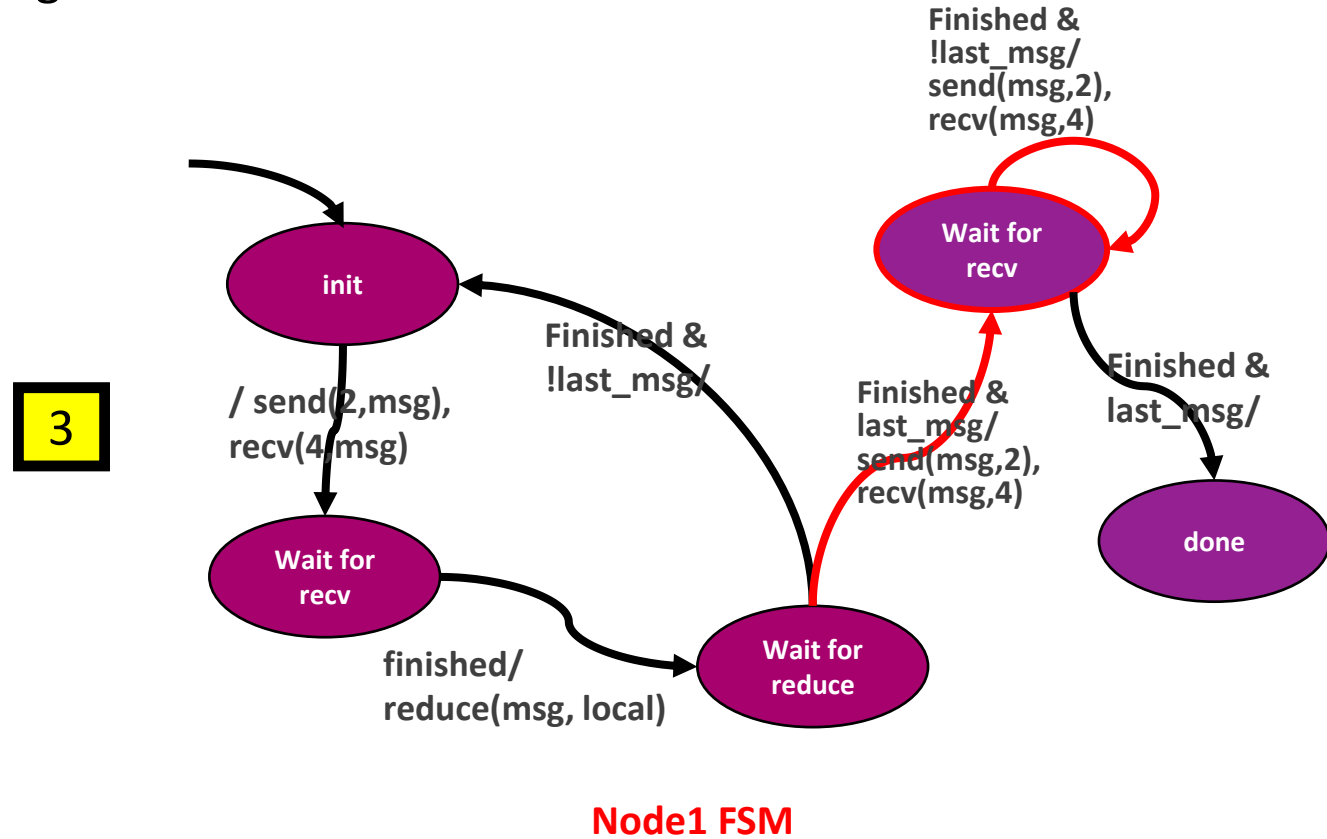 Finished &
!last_msg/
send(msg,2),
recv(msg,4)
Wait for
recv
init
Finished &
!last_msg/
Finished &
last_msg/
/ send(2,msg),
recv(4,msg)
Finished &
last_msg/
send(msg,2),
recv(msg,4)
3
Wait for
recv
done
finished/
reduce(msg, local)
Wait for
reduce
Node1 FSM